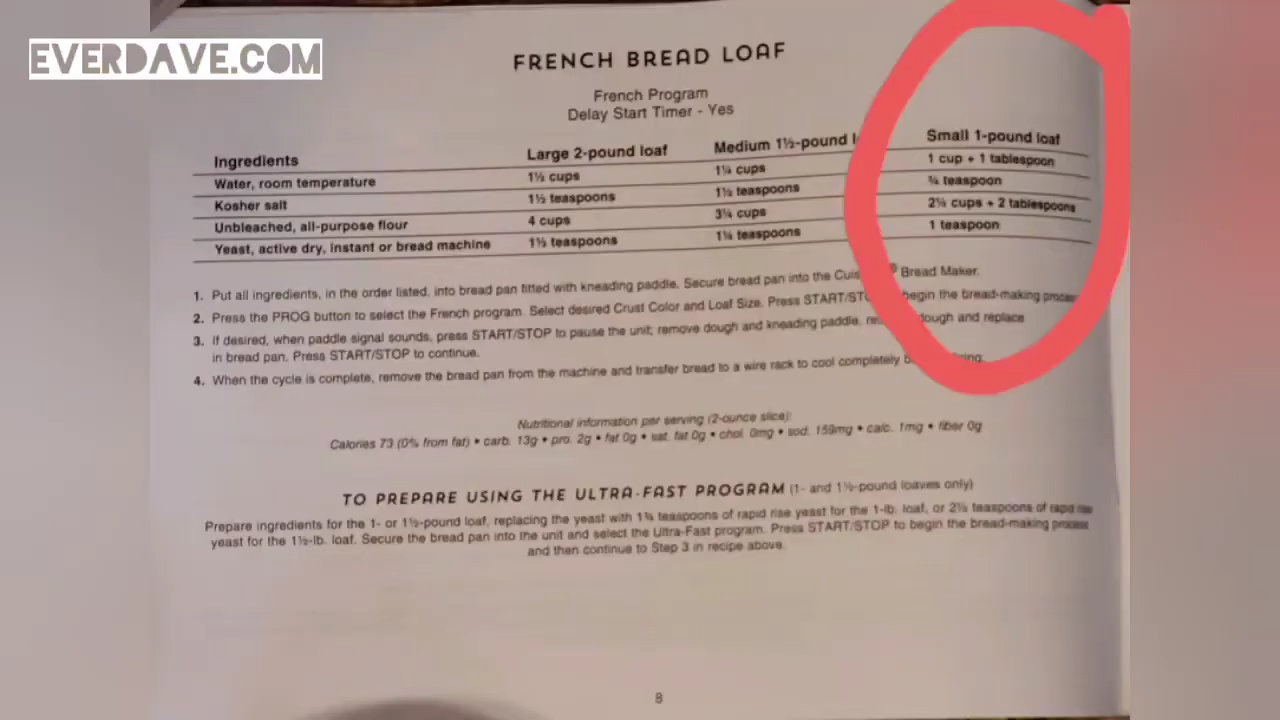 EVERDAVE.COM
FRENCH BREAD LOAF
French Program
Delay Start Timer - Yes
Ingredients Large 2-pound loaf Medium 1½-pound l Small 1-pound loaf
Water, room temperature 1½ cups 1¼ cups 1 cup + 1 tablespoon
Kosher salt 1½ teaspoons 1½ teaspoons ¾ teaspoon
Unbleached, all-purpose flour 4 cups 3¼ cups 2¼ cups + 2 tablespoons
Yeast, active dry, instant or bread machine 1½ teaspoons 1¼ teaspoons 1 teaspoon
1. Put all ingredients, in the order listed, into bread pan fitted with kneading paddle. Secure bread pan into the Cuis Bread Maker.
2. Press the PROG button to select the French program. Select desired Crust Color and Loaf Size. Press START/ST begin the bread-making process
3. If desired, when paddle signal sounds, press START/STOP to pause the unit; remove dough and kneading paddle, dough and replace
in bread pan. Press START/STOP to continue.
4. When the cycle is complete, remove the bread pan from the machine and transfer bread to a wire rack to cool completely
Nutritional information per serving (2-ounce slice):
Calories 73 (0% from fat) • carb. 13g • pro. 2g • fat 0g • sat. fat 0g • chol. 0mg • sod. 159mg • calc. 1mg • fiber 0g
TO PREPARE USING THE ULTRA-FAST PROGRAM (1- and 1½-pound loaves only)
Prepare ingredients for the 1- or 1½-pound loaf, replacing the yeast with 1¾ teaspoons of rapid rise yeast for the 1-lb. loaf, or 2½ teaspoons of rapid rise
yeast for the 1½-lb. loaf. Secure the bread pan into the unit and select the Ultra-Fast program. Press START/STOP to begin the bread-making process
and then continue to Step 3 in recipe above.
8